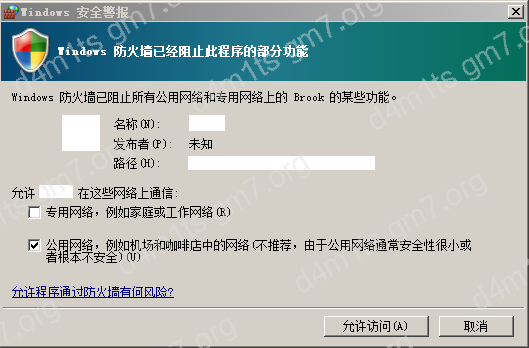 Windows 安全警报
Windows 防火墙已经阻止此程序的部分功能
Windows 防火墙已阻止所有公用网络和专用网络上的 Brook 的某些功能。
名称(N):
发布者(P): 未知
路径(H):
允许 在这些网络上通信:
专用网络，例如家庭或工作网络(R)
公用网络，例如机场和咖啡店中的网络(不推荐，由于公用网络通常安全性很小或
者根本不安全)(U)
允许程序通过防火墙有何风险?
允许访问(A) 取消
d4m1ts gm7.org
d4m1ts gm7.org
d4m1ts gm7.org